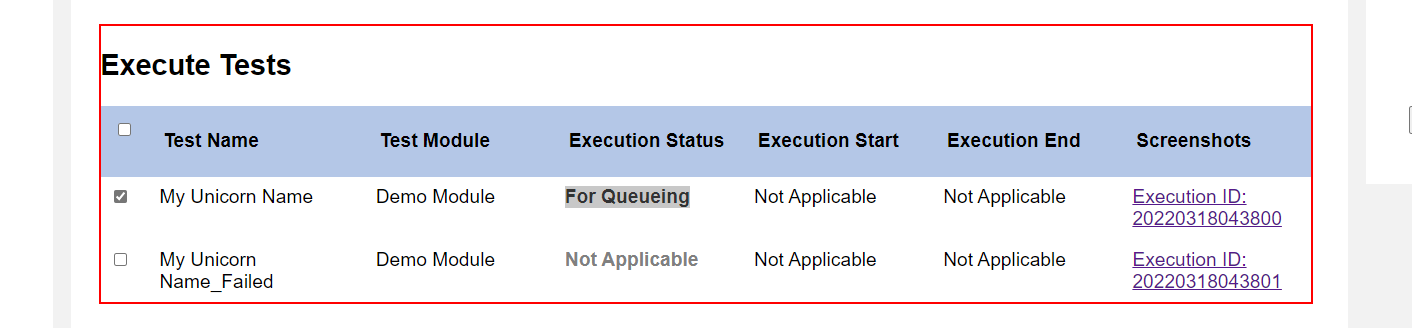 Execute Tests
Test Name Test Module Execution Status Execution Start Execution End Screenshots
My Unicorn Name Demo Module For Queueing Not Applicable Not Applicable Execution ID:
20220318043800
My Unicorn Demo Module Not Applicable Not Applicable Not Applicable Execution ID:
Name_Failed 20220318043801